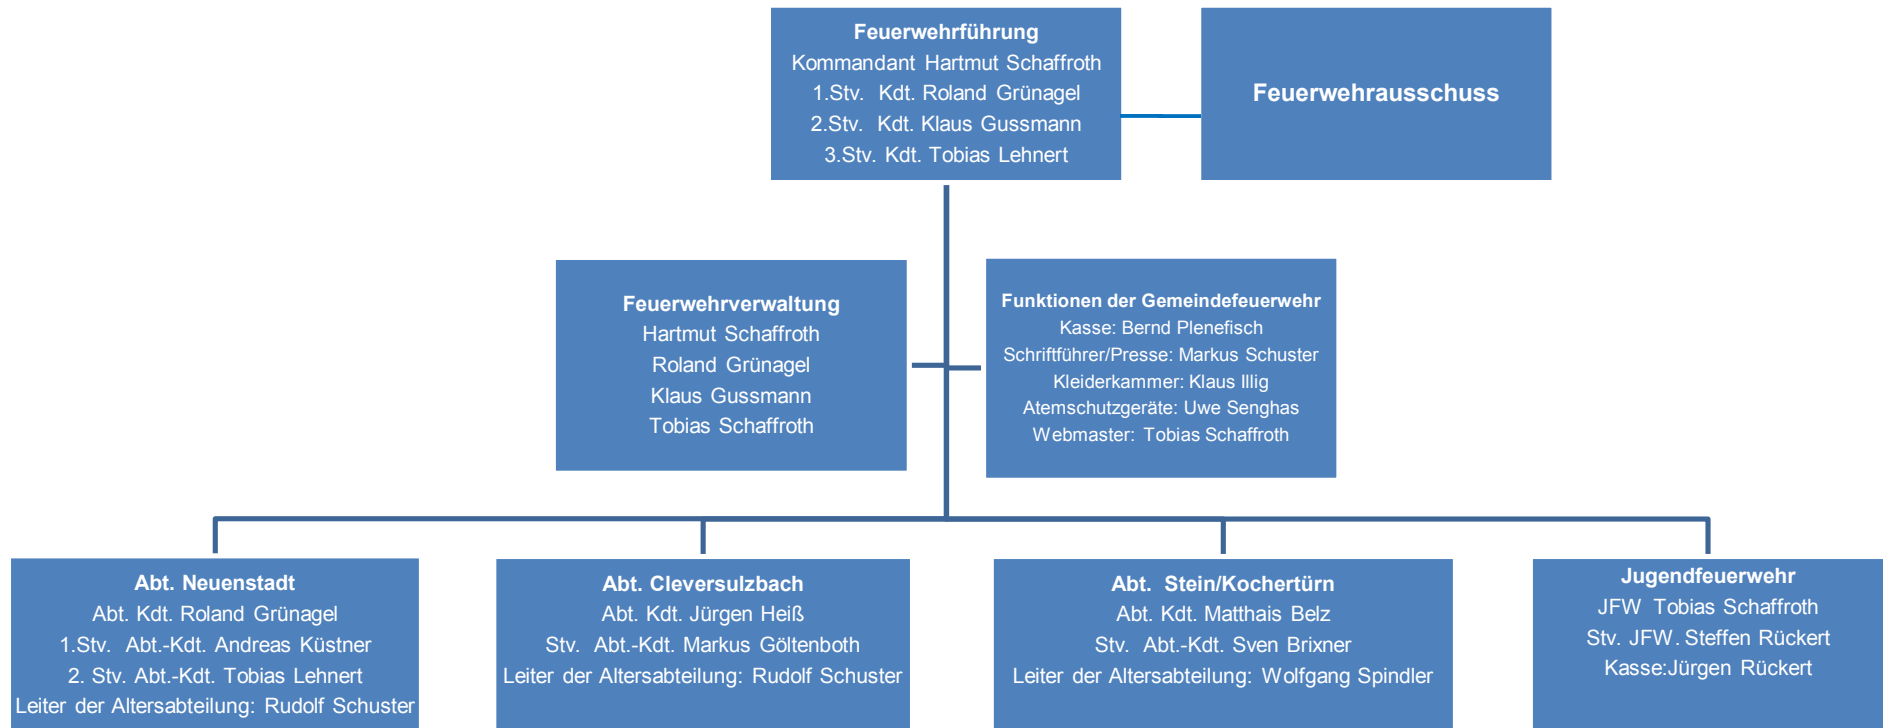 Feuerwehrführung
Kommandant Hartmut Schaffroth
1.Stv. Kdt. Roland Grünagel
2.Stv. Kdt. Klaus Gussmann
3.Stv. Kdt. Tobias Lehnert
Feuerwehrausschuss
Feuerwehrverwaltung
Hartmut Schaffroth
Roland Grünagel
Klaus Gussmann
Tobias Schaffroth
Funktionen der Gemeindefeuerwehr
Kasse: Bernd Plenefisch
Schriftführer/Presse: Markus Schuster
Kleiderkammer: Klaus Illig
Atemschutzgeräte: Uwe Senghas
Webmaster: Tobias Schaffroth
Abt. Neuenstadt
Abt. Kdt. Roland Grünagel
1.Stv. Abt.-Kdt. Andreas Küstner
2. Stv. Abt.-Kdt. Tobias Lehnert
Leiter der Altersabteilung: Rudolf Schuster
Abt. Cleversulzbach
Abt. Kdt. Jürgen Heiß
Stv. Abt.-Kdt. Markus Göltenboth
Leiter der Altersabteilung: Rudolf Schuster
Abt. Stein/Kochertürn
Abt. Kdt. Matthais Belz
Stv. Abt.-Kdt. Sven Brixner
Leiter der Altersabteilung: Wolfgang Spindler
Jugendfeuerwehr
JFW Tobias Schaffroth
Stv. JFW. Steffen Rückert
Kasse:Jürgen Rückert